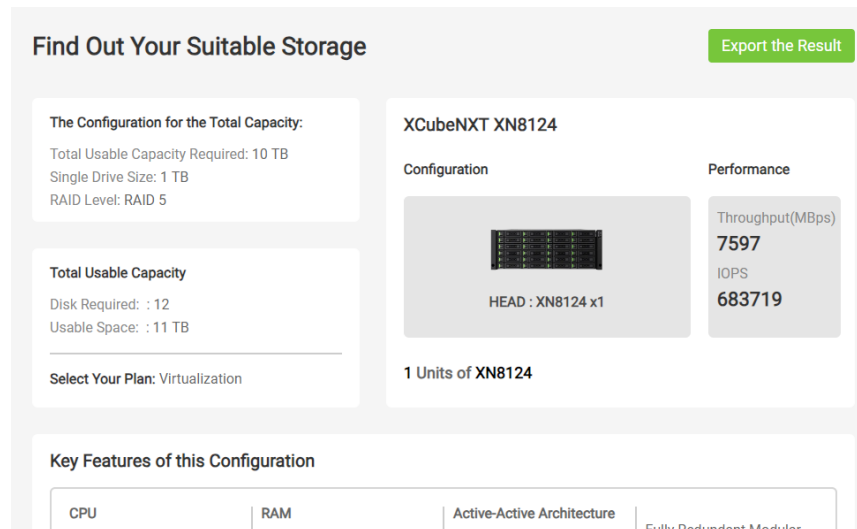 Find Out Your Suitable Storage
Export the Result
The Configuration for the Total Capacity:
Total Usable Capacity Required: 10 TB
Single Drive Size: 1 TB
RAID Level: RAID 5
Total Usable Capacity
Disk Required: : 12
Usable Space: : 11 TB
Select Your Plan: Virtualization
XCubeNXT XN8124
Configuration
HEAD : XN8124 x1
Performance
Throughput(MBps)
7597
IOPS
683719
1 Units of XN8124
Key Features of this Configuration
CPU
RAM
Active-Active Architecture
Fully Redundant Modular